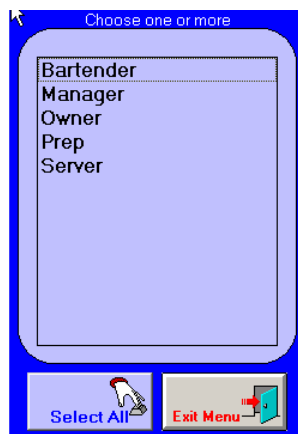 Choose one or more
Bartender
Manager
Owner
Prep
Server
Select All
Exit Menu